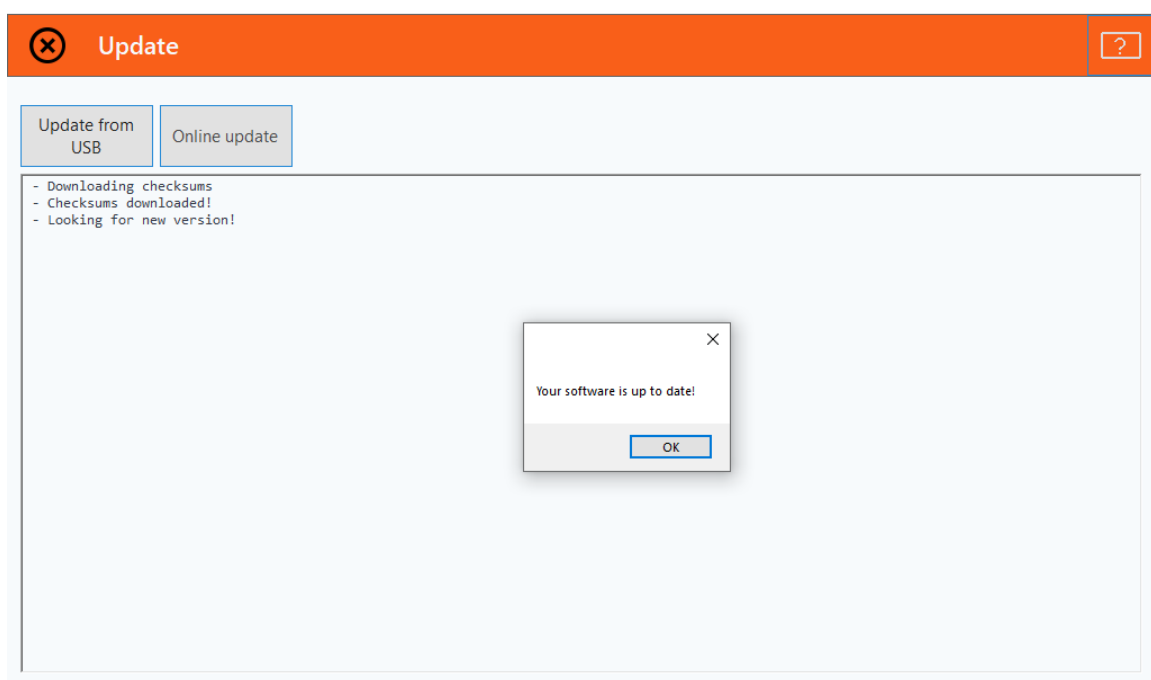 Update
?
Update from
USB
Online update
- Downloading checksums
- Checksums downloaded!
- Looking for new version!
Your software is up to date!
OK